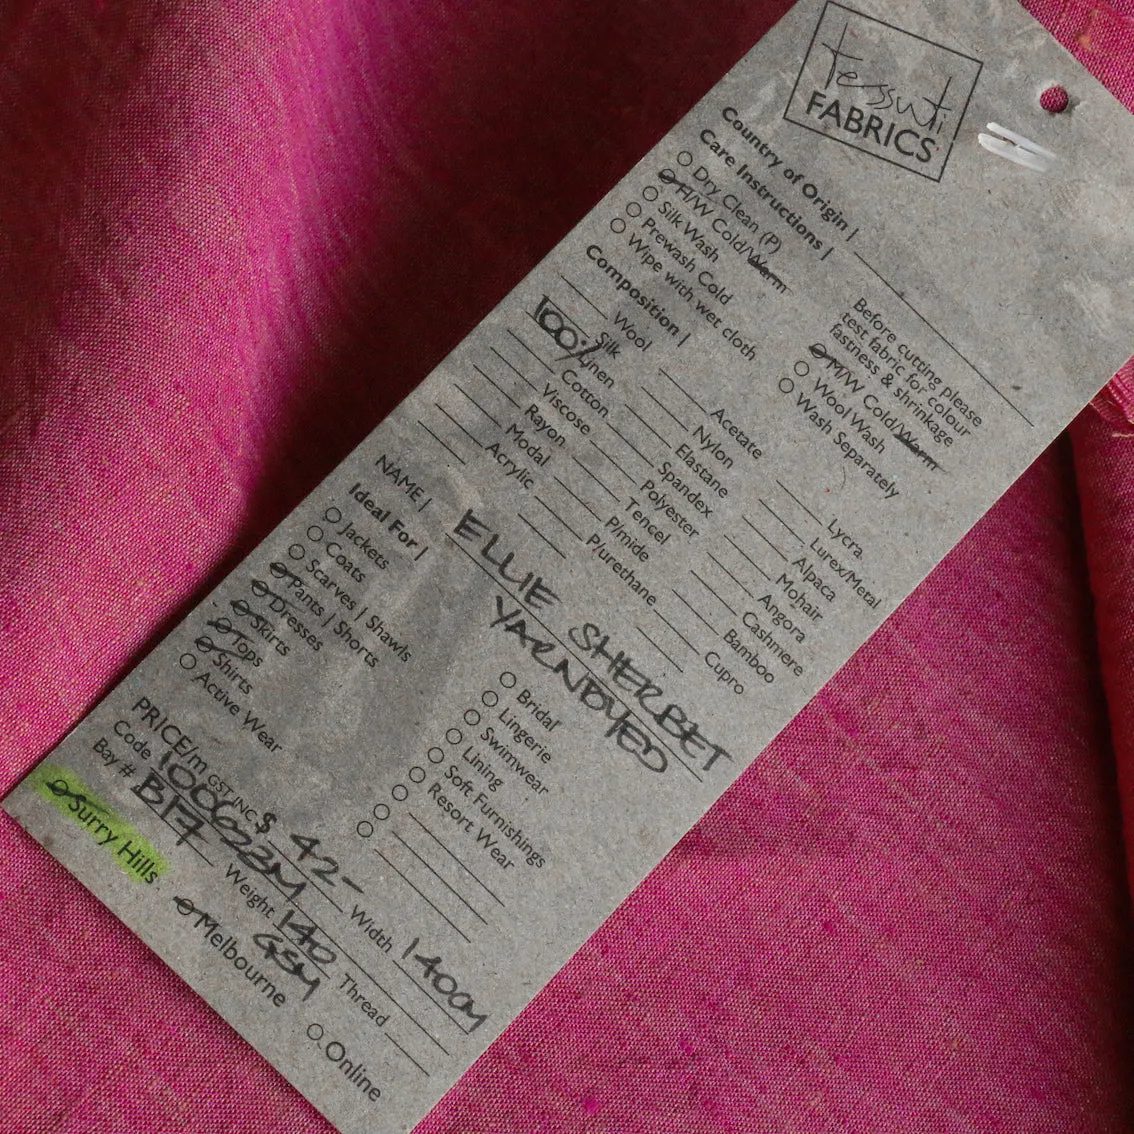 Tessuti
FABRICS
Country of Origin |
Care Instructions |
Dry Clean (P)
H/W Cold/Warm
Silk Wash
Prewash Cold
Wipe with wet cloth
Before cutting please
test fabric for colour
fastness & shrinkage
M/W Cold/Warm
Wool Wash
Wash Separately
Composition |
Wool
Silk
100% Linen
Cotton
Viscose
Rayon
Modal
Acrylic
Acetate
Nylon
Elastane
Spandex
Polyester
Tencel
P/mide
P/urethane
Lycra
Lurex/Metal
Alpaca
Mohair
Angora
Cashmere
Bamboo
Cupro
NAME | ELLIE SHERBET
YARNDYED
Ideal For |
Jackets
Coats
Scarves | Shawls
Pants | Shorts
Dresses
Skirts
Tops
Shirts
Active Wear
Bridal
Lingerie
Swimwear
Lining
Soft Furnishings
Resort Wear
PRICE/m GST INC $ 42-
Code
Width 140CM
Bay # B17
Weight 140 GSM
Thread
Surry Hills
Melbourne
Online